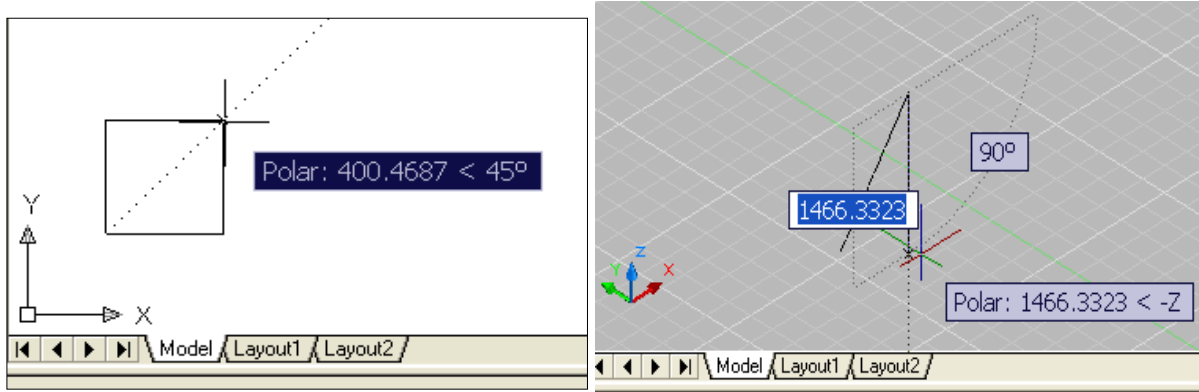 Polar: 400.4687 < 45º
Y
X
Model Layout1 Layout2
90º
1466.3323
Z
Y X
Polar: 1466.3323 < -Z
Model Layout1 Layout2